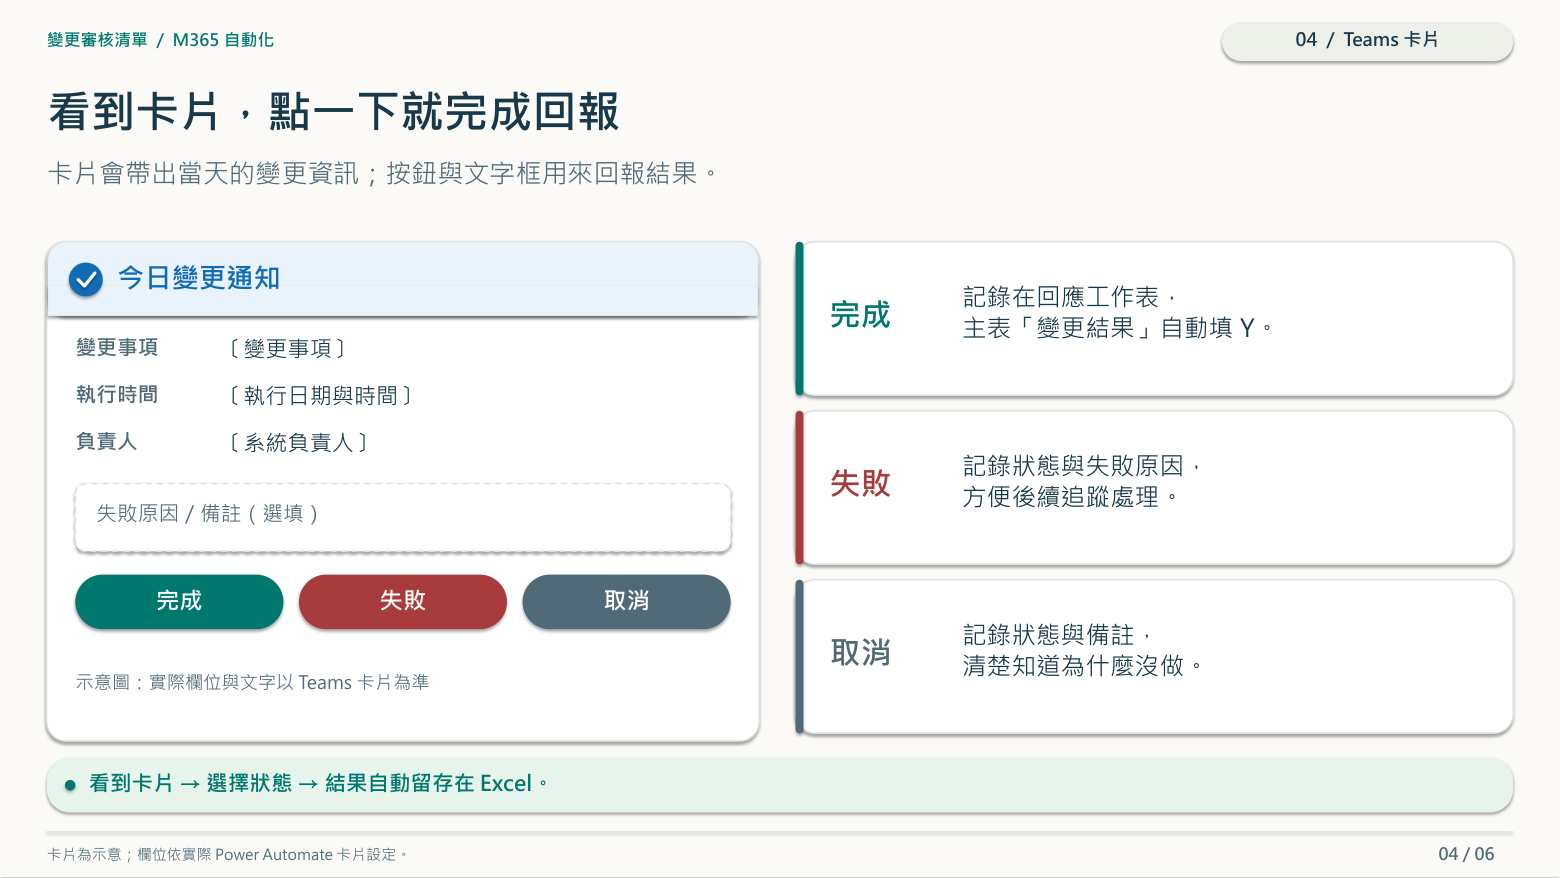 變更審核清單 / M365 自動化
04 / Teams 卡片
看到卡片，點一下就完成回報
卡片會帶出當天的變更資訊；按鈕與文字框用來回報結果。
今日變更通知
變更事項 〔變更事項〕
執行時間 〔執行日期與時間〕
負責人 〔系統負責人〕
失敗原因 / 備註（選填）
完成 失敗 取消
示意圖：實際欄位與文字以 Teams 卡片為準
完成
記錄在回應工作表，
主表「變更結果」自動填 Y。
失敗
記錄狀態與失敗原因，
方便後續追蹤處理。
取消
記錄狀態與備註，
清楚知道為什麼沒做。
看到卡片 → 選擇狀態 → 結果自動留存在 Excel。
卡片為示意；欄位依實際 Power Automate 卡片設定。
04 / 06